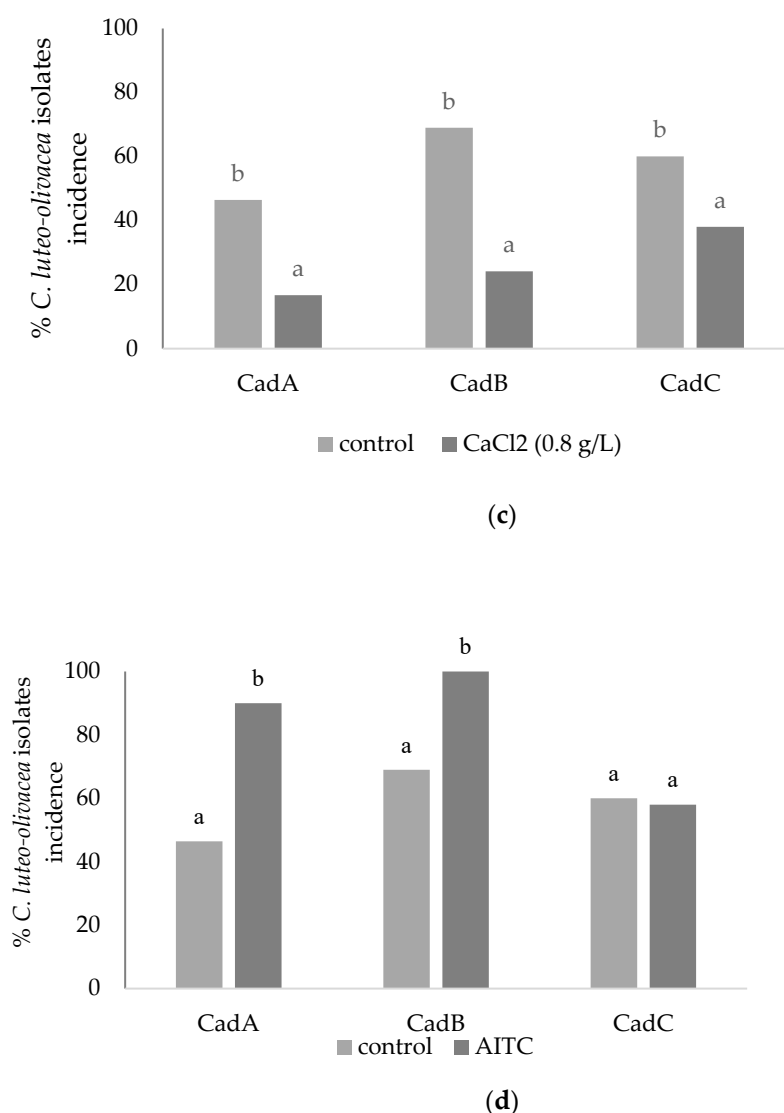 100
80
60
40
20
0
% C. luteo-olivacea isolates
incidence
b
a
b
a
b
a
CadA CadB CadC
control CaCl2 (0.8 g/L)
(c)
100
80
60
40
20
0
% C. luteo-olivacea isolates
incidence
a
b
a
b
a
a
CadA CadB CadC
control AITC
(d)